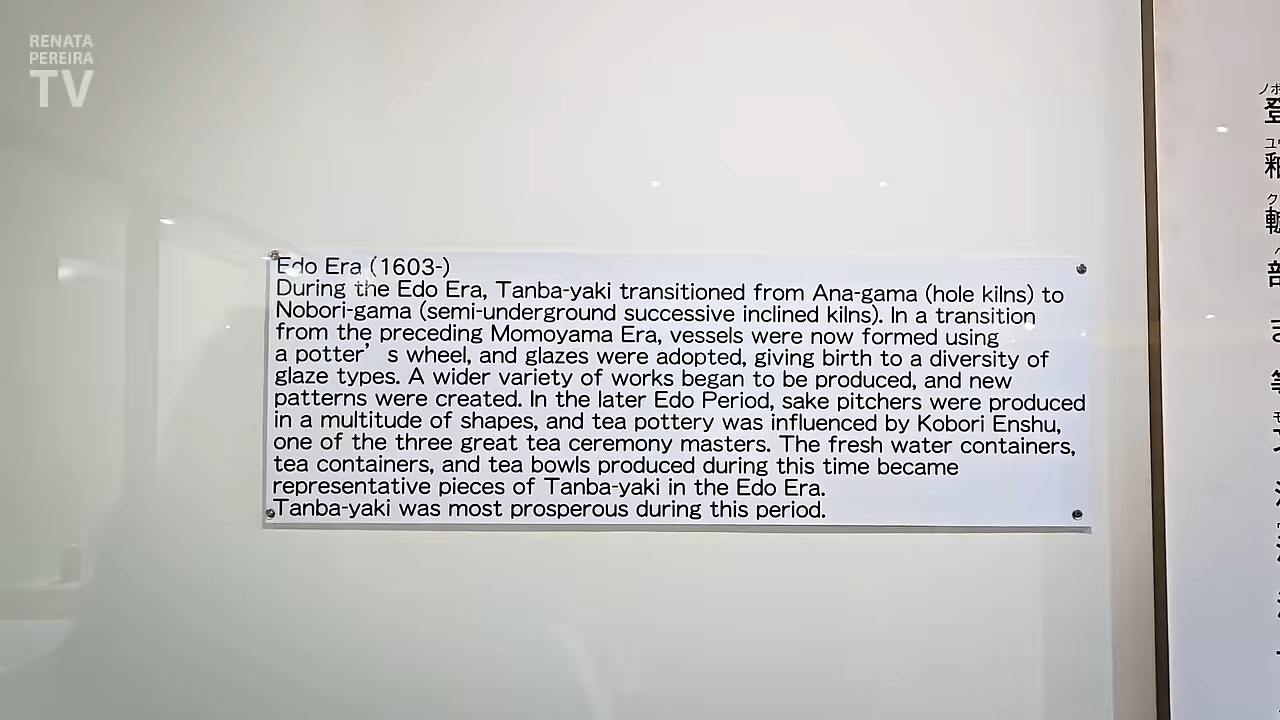 RENATA
PEREIRA
TV
Edo Era (1603-)
During the Edo Era, Tanba-yaki transitioned from Ana-gama (hole kilns) to
Nobori-gama (semi-underground successive inclined kilns). In a transition
from the preceding Momoyama Era, vessels were now formed using
a potter’ s wheel, and glazes were adopted, giving birth to a diversity of
glaze types. A wider variety of works began to be produced, and new
patterns were created. In the later Edo Period, sake pitchers were produced
in a multitude of shapes, and tea pottery was influenced by Kobori Enshu,
one of the three great tea ceremony masters. The fresh water containers,
tea containers, and tea bowls produced during this time became
representative pieces of Tanba-yaki in the Edo Era.
Tanba-yaki was most prosperous during this period.
登